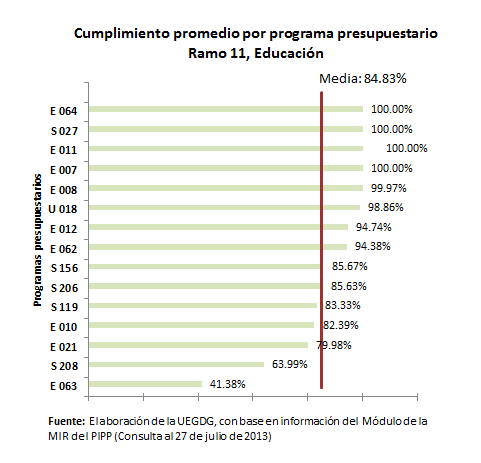 Cumplimiento promedio por programa presupuestario
Ramo 11, Educación
Media: 84.83%
Programas presupuestarios
E 064 100.00%
S 027 100.00%
E 011 100.00%
E 007 100.00%
E 008 99.97%
U 018 98.86%
E 012 94.74%
E 062 94.38%
S 156 85.67%
S 206 85.63%
S 119 83.33%
E 010 82.39%
E 021 79.98%
S 208 63.99%
E 063 41.38%
Fuente: Elaboración de la UEGDG, con base en información del Módulo de la
MIR del PIPP (Consulta al 27 de julio de 2013)